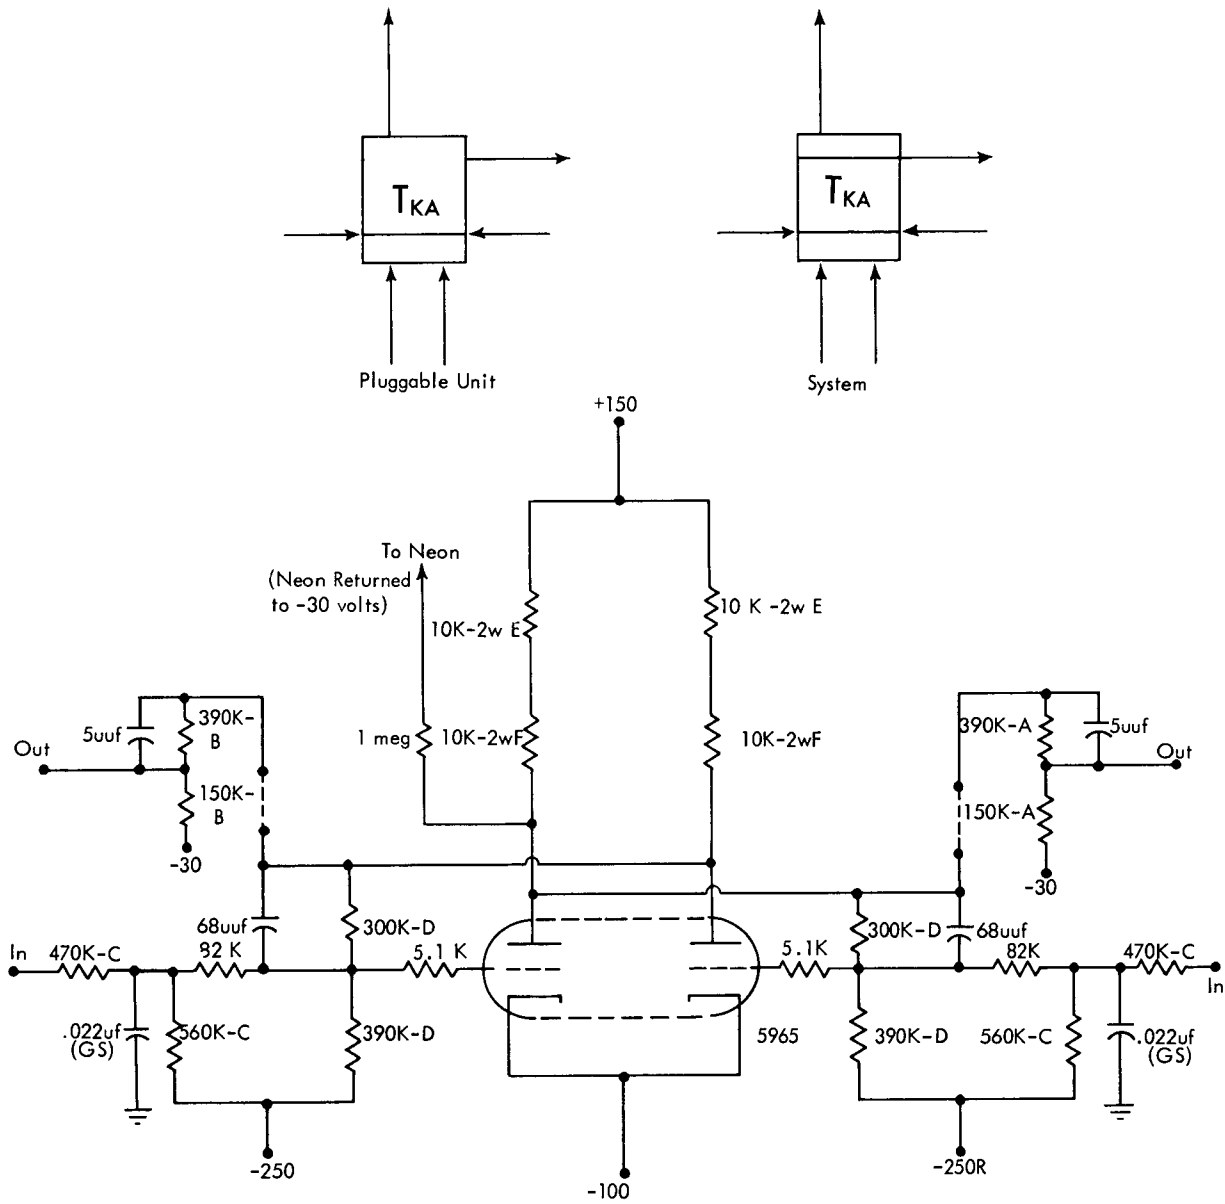 T KA
T KA
Pluggable Unit
System
+150
To Neon
(Neon Returned
to -30 volts)
10K-2w E
10 K -2w E
1 meg
10K-2wF
10K-2wF
Out
5uuf
390K-
B
150K-
B
-30
390K-A
5uuf
Out
150K-A
-30
In
470K-C
82 K
68uuf
300K-D
5.1 K
5.1K
300K-D
68uuf
82K
470K-C
In
.022uf
(GS)
560K-C
390K-D
5965
390K-D
560K-C
.022uf
(GS)
-250
-100
-250R